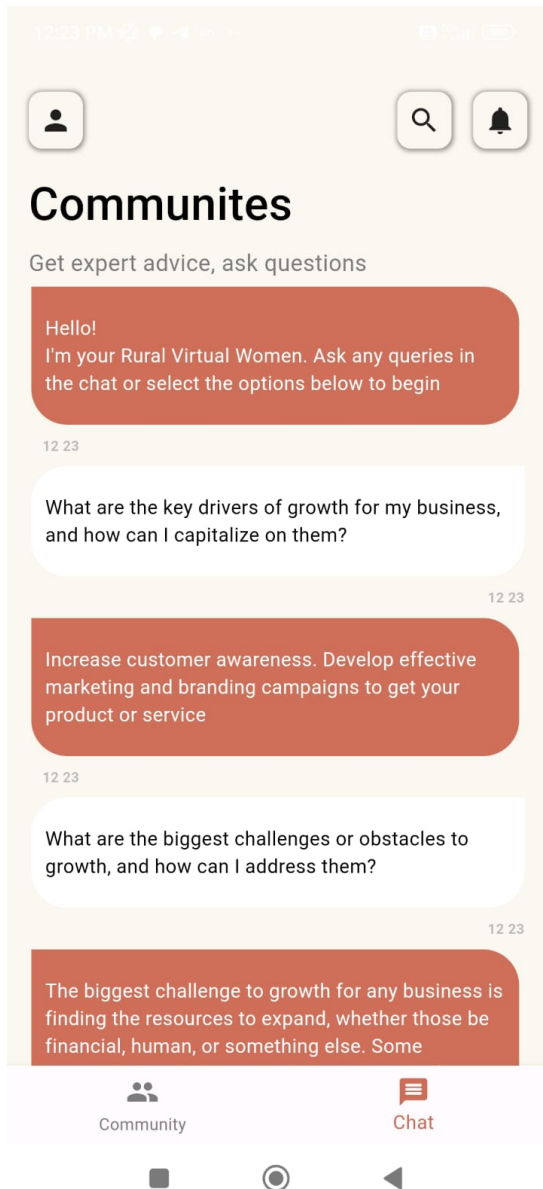 12:23 PM
Communites
Get expert advice, ask questions
Hello!
I'm your Rural Virtual Women. Ask any queries in
the chat or select the options below to begin
12 23
What are the key drivers of growth for my business,
and how can I capitalize on them?
12 23
Increase customer awareness. Develop effective
marketing and branding campaigns to get your
product or service
12 23
What are the biggest challenges or obstacles to
growth, and how can I address them?
12 23
The biggest challenge to growth for any business is
finding the resources to expand, whether those be
financial, human, or something else. Some
Community
Chat